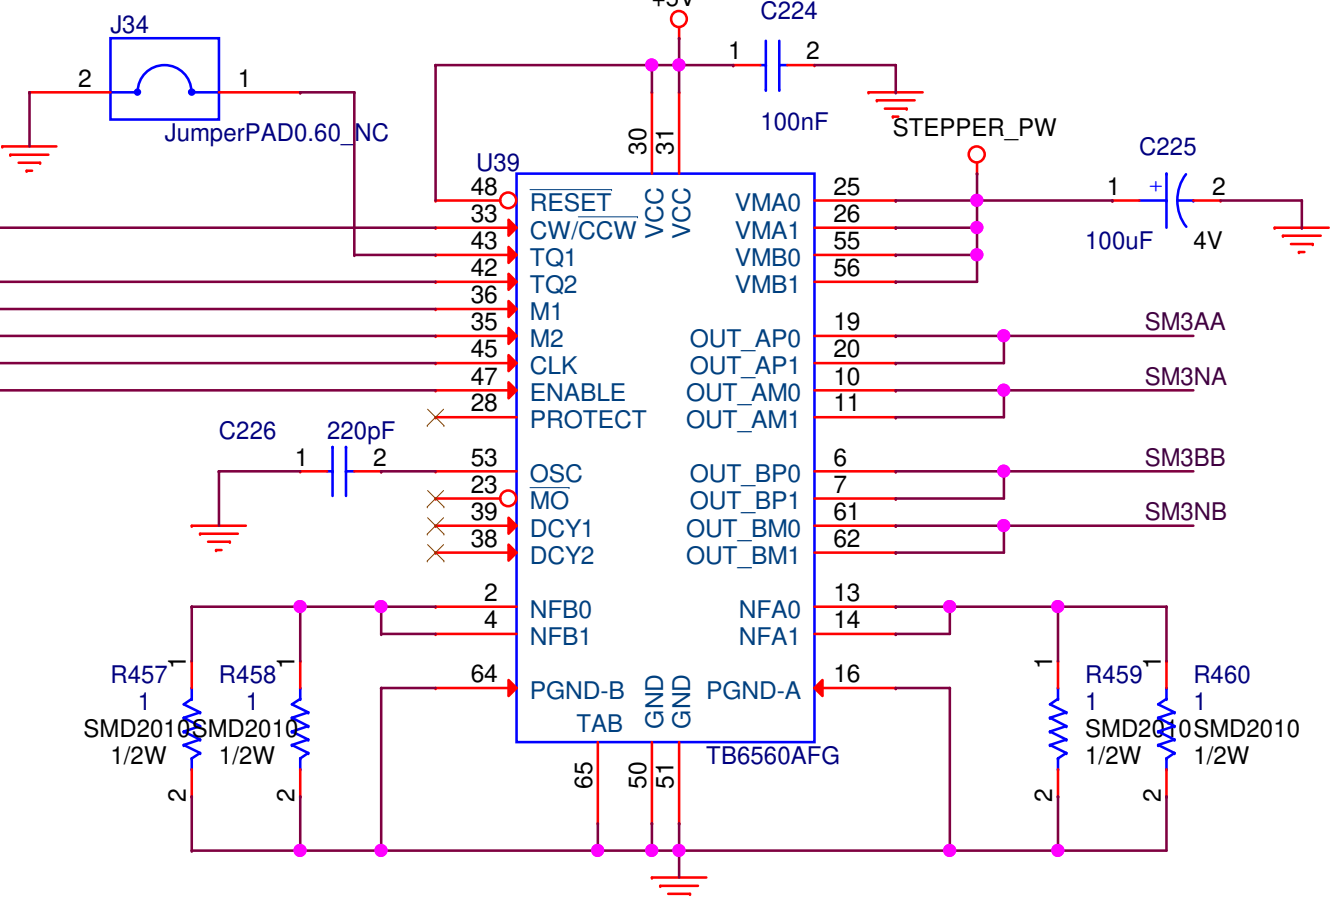 +5V
C224
J34
1 2
2 1
100nF
JumperPAD0.60_NC
STEPPER_PW
30 31
C225
U39
48 RESET VCC VCC VMA0 25
1 + 2
33 CW/CCW VMA1 26
100uF 4V
43 TQ1 VMB0 55
42 TQ2 VMB1 56
36 M1
35 M2 OUT_AP0 19 SM3AA
45 CLK OUT_AP1 20
47 ENABLE OUT_AM0 10 SM3NA
28 PROTECT OUT_AM1 11
C226 220pF
1 2
53 OSC OUT_BP0 6 SM3BB
23 MO OUT_BP1 7
39 DCY1 OUT_BM0 61 SM3NB
38 DCY2 OUT_BM1 62
2 NFB0 NFA0 13
4 NFB1 NFA1 14
64 PGND-B GND GND PGND-A 16
TAB
TB6560AFG
65 50 51
1 1
R457 R458
1 1
SMD2010 SMD2010
1/2W 1/2W
2 2
1 1
R459 R460
1 1
SMD2010 SMD2010
1/2W 1/2W
2 2